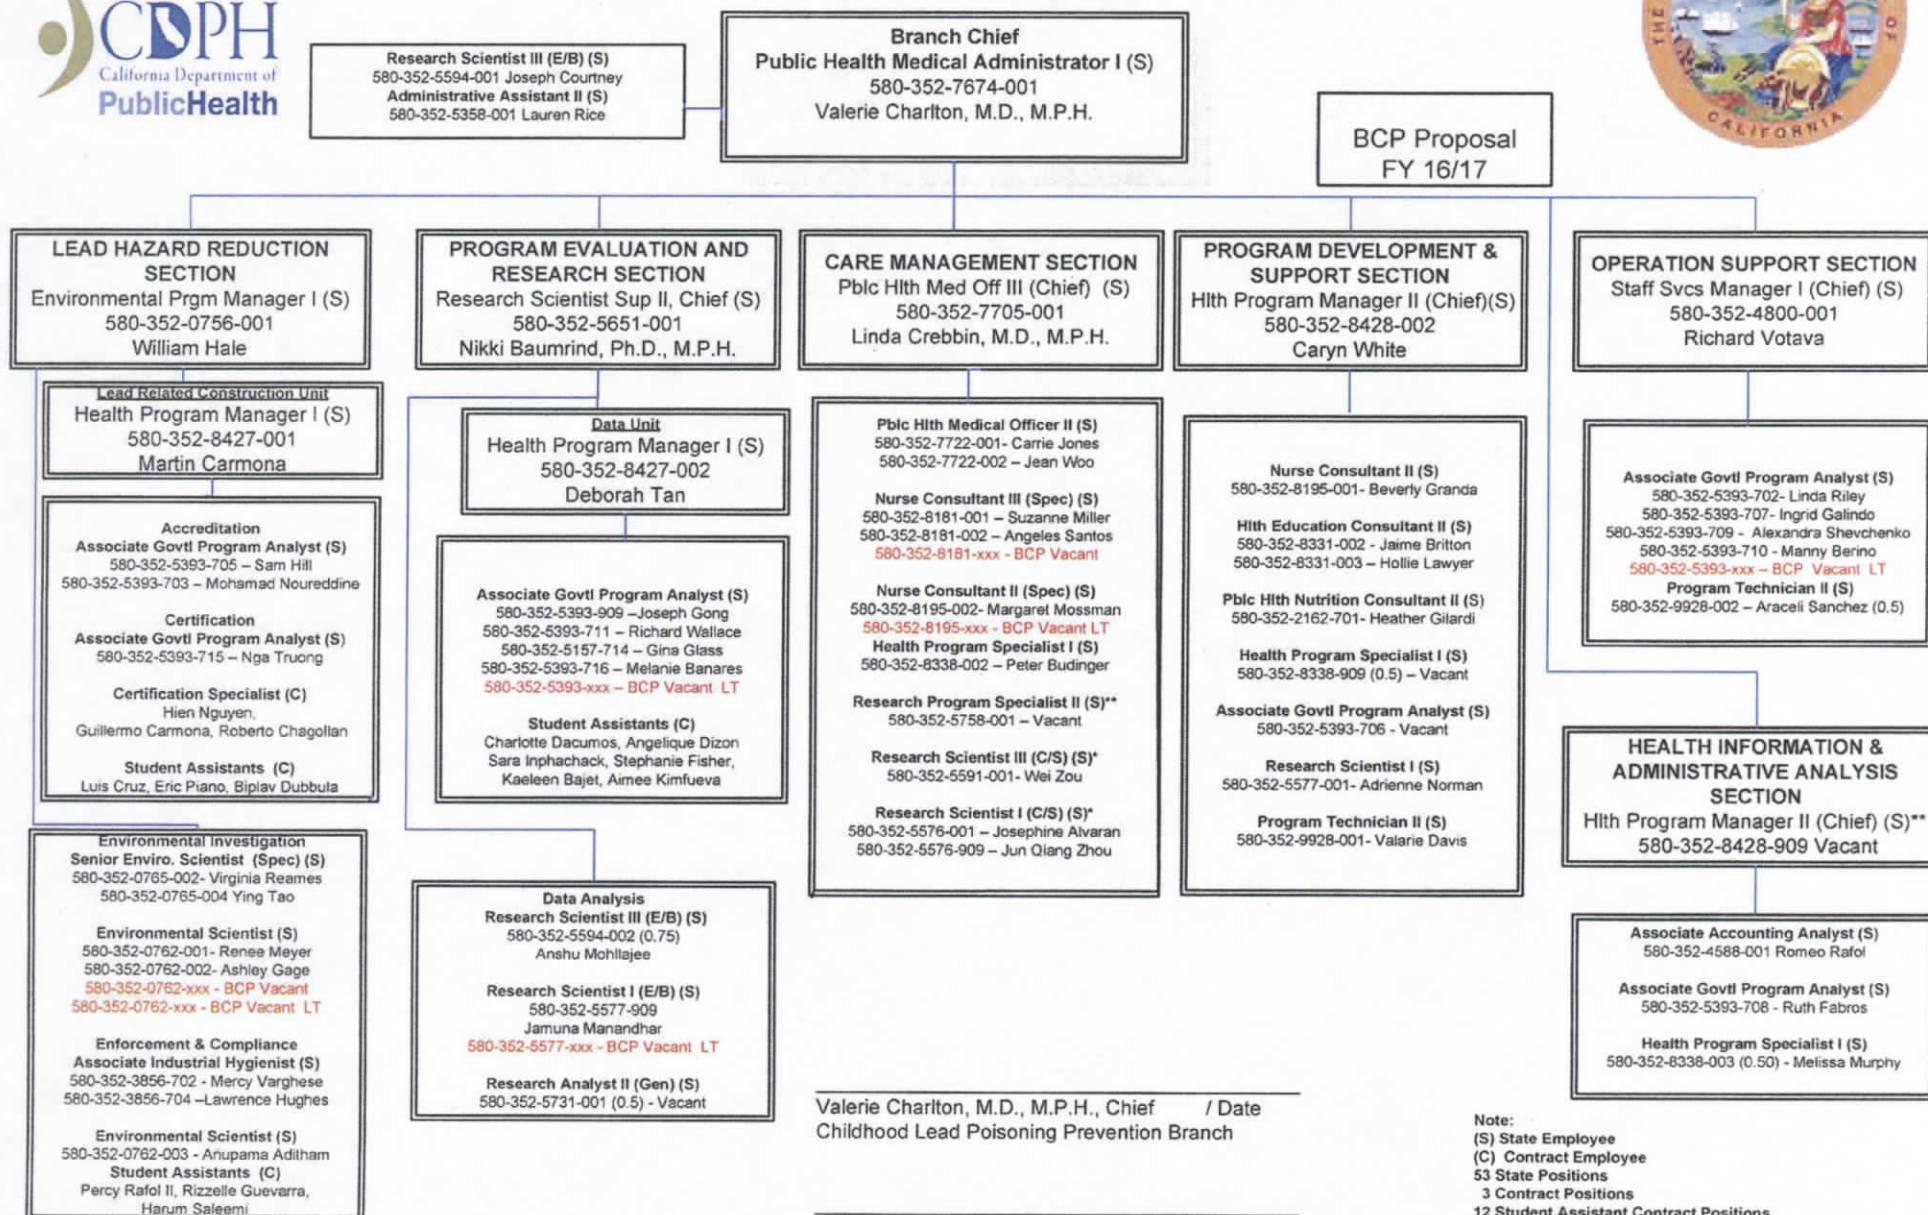 CDPH
California Department of
PublicHealth
Research Scientist III (E/B) (S)
580-352-5594-001 Joseph Courtney
Administrative Assistant II (S)
580-352-5358-001 Lauren Rice
Branch Chief
Public Health Medical Administrator I (S)
580-352-7674-001
Valerie Charlton, M.D., M.P.H.
BCP Proposal
FY 16/17
THE
OF
CALIFORNIA
LEAD HAZARD REDUCTION
SECTION
Environmental Prgm Manager I (S)
580-352-0756-001
William Hale
Lead Related Construction Unit
Health Program Manager I (S)
580-352-8427-001
Martin Carmona
Accreditation
Associate Govtl Program Analyst (S)
580-352-5393-705 – Sam Hill
580-352-5393-703 – Mohamad Noureddine
Certification
Associate Govtl Program Analyst (S)
580-352-5393-715 – Nga Truong
Certification Specialist (C)
Hien Nguyen,
Guillermo Carmona, Roberto Chagollan
Student Assistants (C)
Luis Cruz, Eric Piano, Biplav Dubbula
Environmental Investigation
Senior Enviro. Scientist (Spec) (S)
580-352-0765-002- Virginia Reames
580-352-0765-004 Ying Tao
Environmental Scientist (S)
580-352-0762-001- Renee Meyer
580-352-0762-002- Ashley Gage
580-352-0762-xxx - BCP Vacant
580-352-0762-xxx - BCP Vacant LT
Enforcement & Compliance
Associate Industrial Hygienist (S)
580-352-3856-702 - Mercy Varghese
580-352-3856-704 –Lawrence Hughes
Environmental Scientist (S)
580-352-0762-003 - Anupama Aditham
Student Assistants (C)
Percy Rafol II, Rizzelle Guevarra,
Harum Saleemi
PROGRAM EVALUATION AND
RESEARCH SECTION
Research Scientist Sup II, Chief (S)
580-352-5651-001
Nikki Baumrind, Ph.D., M.P.H.
Data Unit
Health Program Manager I (S)
580-352-8427-002
Deborah Tan
Associate Govtl Program Analyst (S)
580-352-5393-909 –Joseph Gong
580-352-5393-711 – Richard Wallace
580-352-5157-714 – Gina Glass
580-352-5393-716 – Melanie Banares
580-352-5393-xxx – BCP Vacant LT
Student Assistants (C)
Charlotte Dacumos, Angelique Dizon
Sara Inphachack, Stephanie Fisher,
Kaeleen Bajet, Aimee Kimfueva
Data Analysis
Research Scientist III (E/B) (S)
580-352-5594-002 (0.75)
Anshu Mohllajee
Research Scientist I (E/B) (S)
580-352-5577-909
Jamuna Manandhar
580-352-5577-xxx - BCP Vacant LT
Research Analyst II (Gen) (S)
580-352-5731-001 (0.5) - Vacant
CARE MANAGEMENT SECTION
Pblc Hlth Med Off III (Chief) (S)
580-352-7705-001
Linda Crebbin, M.D., M.P.H.
Pblc Hlth Medical Officer II (S)
580-352-7722-001- Carrie Jones
580-352-7722-002 – Jean Woo
Nurse Consultant III (Spec) (S)
580-352-8181-001 – Suzanne Miller
580-352-8181-002 – Angeles Santos
580-352-8181-xxx - BCP Vacant
Nurse Consultant II (Spec) (S)
580-352-8195-002- Margaret Mossman
580-352-8195-xxx - BCP Vacant LT
Health Program Specialist I (S)
580-352-8338-002 – Peter Budinger
Research Program Specialist II (S)**
580-352-5758-001 – Vacant
Research Scientist III (C/S) (S)*
580-352-5591-001- Wei Zou
Research Scientist I (C/S) (S)*
580-352-5576-001 – Josephine Alvaran
580-352-5576-909 – Jun Qiang Zhou
PROGRAM DEVELOPMENT &
SUPPORT SECTION
Hlth Program Manager II (Chief)(S)
580-352-8428-002
Caryn White
Nurse Consultant II (S)
580-352-8195-001- Beverly Granda
Hlth Education Consultant II (S)
580-352-8331-002 - Jaime Britton
580-352-8331-003 – Hollie Lawyer
Pblc Hlth Nutrition Consultant II (S)
580-352-2162-701- Heather Gilardi
Health Program Specialist I (S)
580-352-8338-909 (0.5) – Vacant
Associate Govtl Program Analyst (S)
580-352-5393-706 - Vacant
Research Scientist I (S)
580-352-5577-001- Adrienne Norman
Program Technician II (S)
580-352-9928-001- Valarie Davis
OPERATION SUPPORT SECTION
Staff Svcs Manager I (Chief) (S)
580-352-4800-001
Richard Votava
Associate Govtl Program Analyst (S)
580-352-5393-702- Linda Riley
580-352-5393-707- Ingrid Galindo
580-352-5393-709 - Alexandra Shevchenko
580-352-5393-710 - Manny Berino
580-352-5393-xxx – BCP Vacant LT
Program Technician II (S)
580-352-9928-002 – Araceli Sanchez (0.5)
HEALTH INFORMATION &
ADMINISTRATIVE ANALYSIS
SECTION
Hlth Program Manager II (Chief) (S)**
580-352-8428-909 Vacant
Associate Accounting Analyst (S)
580-352-4588-001 Romeo Rafol
Associate Govtl Program Analyst (S)
580-352-5393-708 - Ruth Fabros
Health Program Specialist I (S)
580-352-8338-003 (0.50) - Melissa Murphy
Valerie Charlton, M.D., M.P.H., Chief / Date
Childhood Lead Poisoning Prevention Branch
Note:
(S) State Employee
(C) Contract Employee
53 State Positions
3 Contract Positions
12 Student Assistant Contract Positions